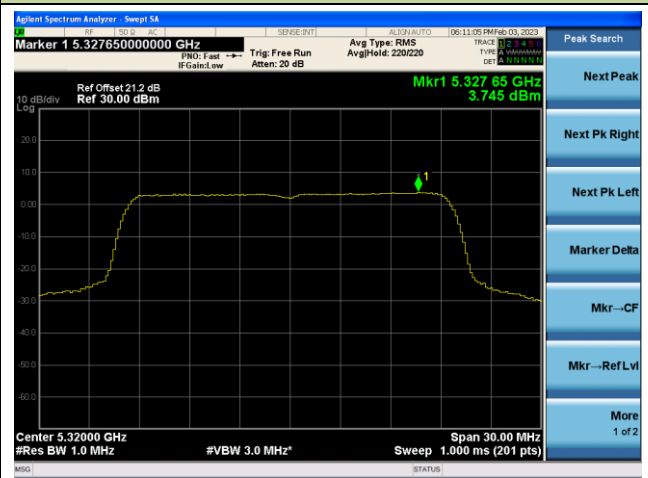 Agilent Spectrum Analyzer - Swept SA
RF 50 Ω AC SENSE:INT ALIGN AUTO 06:11:05 PM Feb 03, 2023
Marker 1 5.327650000000 GHz
PNO: Fast
IFGain:Low
Trig: Free Run
Atten: 20 dB
Avg Type: RMS
Avg|Hold: 220/220
TRACE 1 2 3 4 5 6
TYPE A WWWWW
DET A N N N N N
Ref Offset 21.2 dB
10 dB/div Ref 30.00 dBm
Log
Mkr1 5.327 65 GHz
3.745 dBm
20.0
10.0
1
0.00
-10.0
-20.0
-30.0
-40.0
-50.0
-60.0
Center 5.32000 GHz Span 30.00 MHz
#Res BW 1.0 MHz #VBW 3.0 MHz* Sweep 1.000 ms (201 pts)
MSG STATUS
Peak Search
Next Peak
Next Pk Right
Next Pk Left
Marker Delta
Mkr→CF
Mkr→Ref Lvl
More
1 of 2